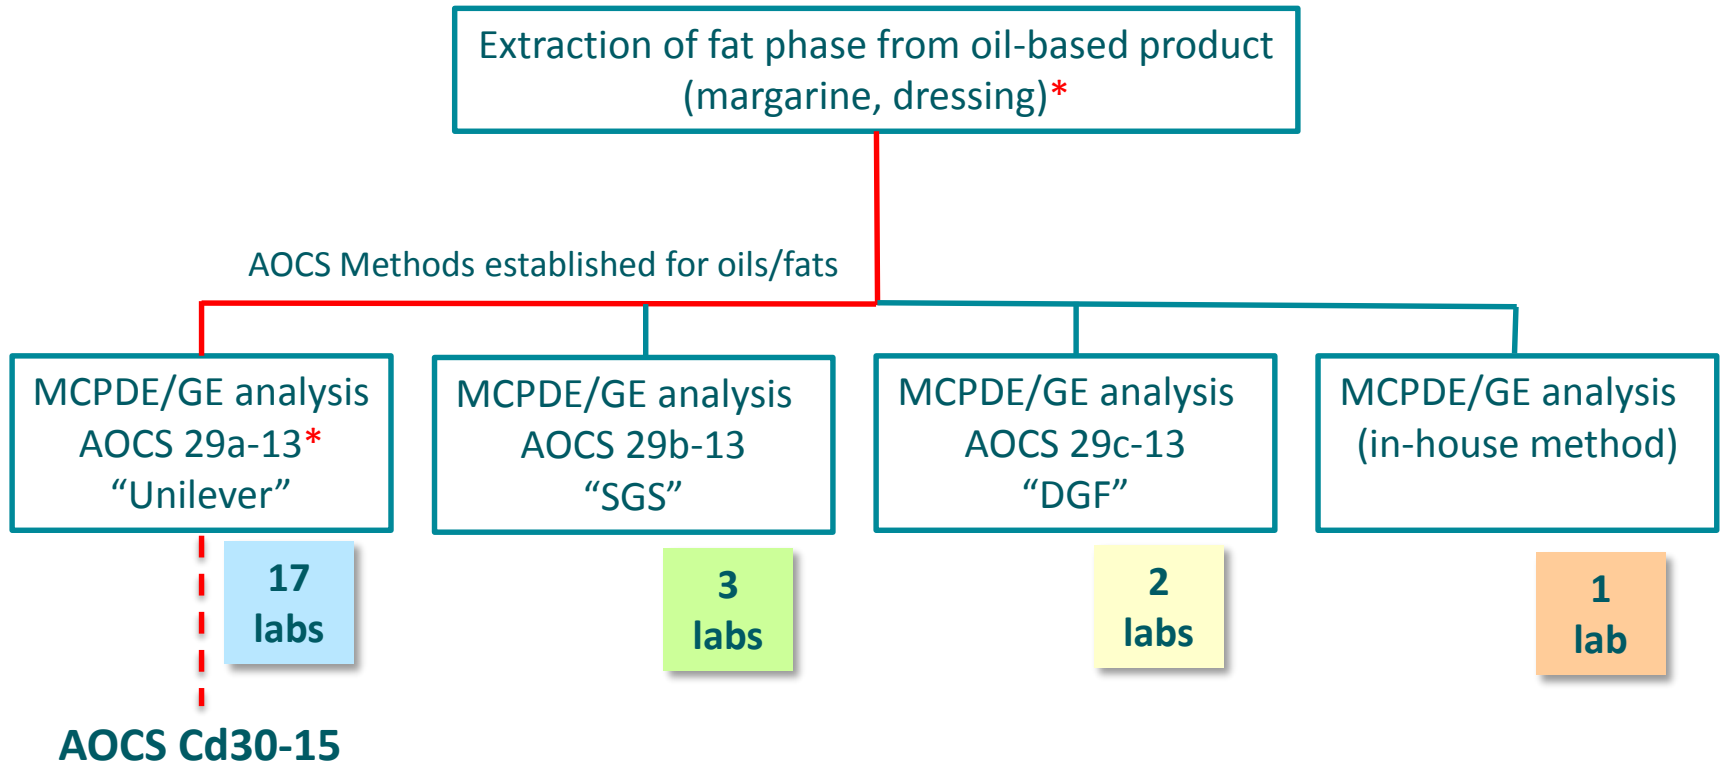 Extraction of fat phase from oil-based product
(margarine, dressing)*
AOCS Methods established for oils/fats
MCPDE/GE analysis
AOCS 29a-13*
“Unilever”
MCPDE/GE analysis
AOCS 29b-13
“SGS”
MCPDE/GE analysis
AOCS 29c-13
“DGF”
MCPDE/GE analysis
(in-house method)
17
labs
3
labs
2
labs
1
lab
AOCS Cd30-15